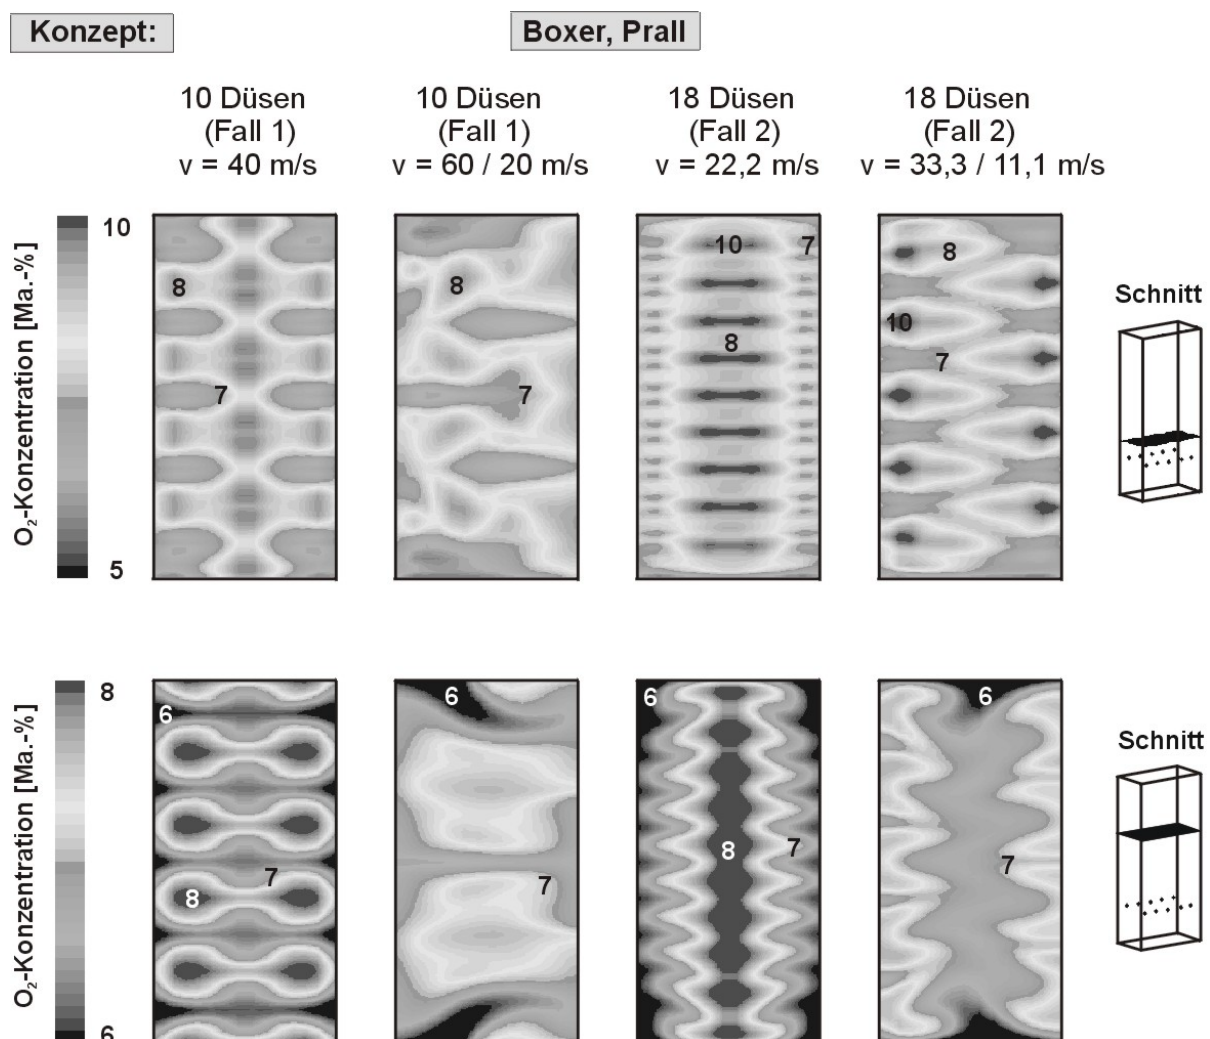 Konzept:
Boxer, Prall
10 Düsen
(Fall 1)
v = 40 m/s
10 Düsen
(Fall 1)
v = 60 / 20 m/s
18 Düsen
(Fall 2)
v = 22,2 m/s
18 Düsen
(Fall 2)
v = 33,3 / 11,1 m/s
O₂-Konzentration [Ma.-%]
10
5
8
7
8
7
10
7
8
8
10
7
Schnitt
O₂-Konzentration [Ma.-%]
8
6
6
7
8
6
7
6
8
7
6
7
Schnitt